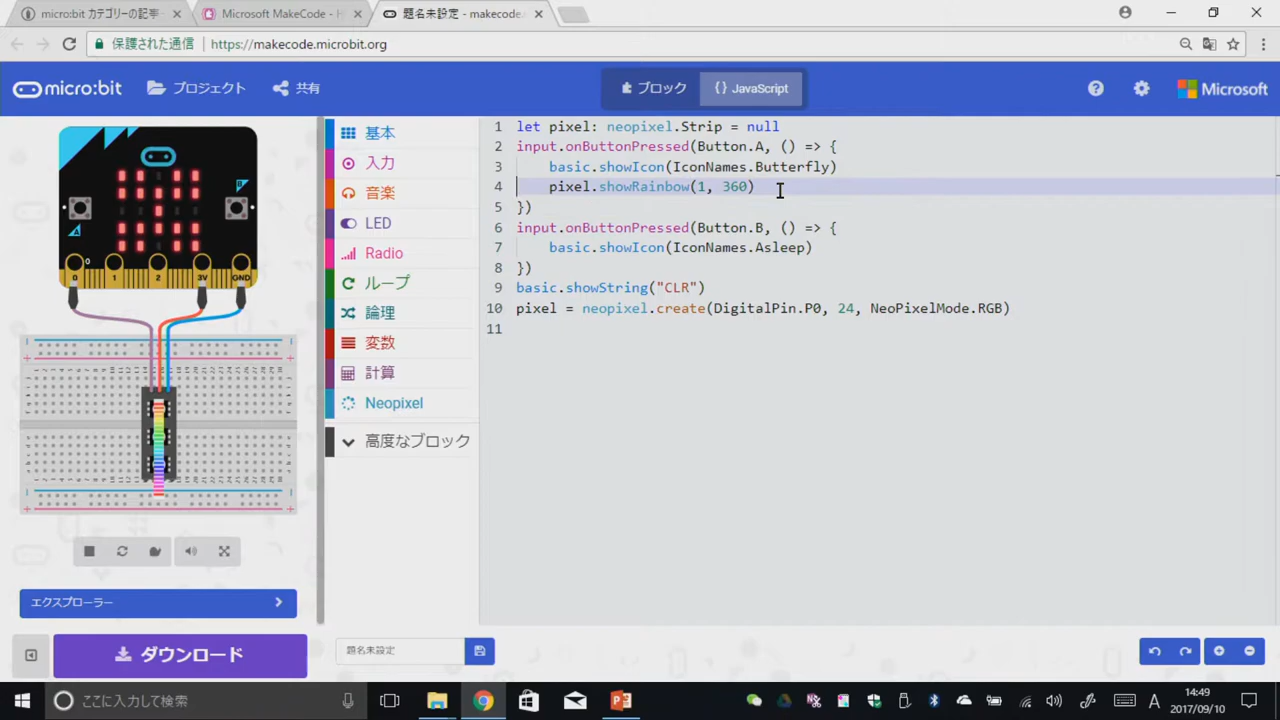 micro:bit カテゴリーの記事
Microsoft MakeCode - H
題名未設定 - makecode.
保護された通信
https://makecode.microbit.org
micro:bit
プロジェクト
共有
ブロック
{} JavaScript
Microsoft
基本
入力
音楽
LED
Radio
ループ
論理
変数
計算
Neopixel
高度なブロック
1 let pixel: neopixel.Strip = null
2 input.onButtonPressed(Button.A, () => {
3 basic.showIcon(IconNames.Butterfly)
4 pixel.showRainbow(1, 360)
5 })
6 input.onButtonPressed(Button.B, () => {
7 basic.showIcon(IconNames.Asleep)
8 })
9 basic.showString("CLR")
10 pixel = neopixel.create(DigitalPin.P0, 24, NeoPixelMode.RGB)
11
A
B
0
0 1 2 3V GND
エクスプローラー
ダウンロード
題名未設定
ここに入力して検索
A
14:49
2017/09/10